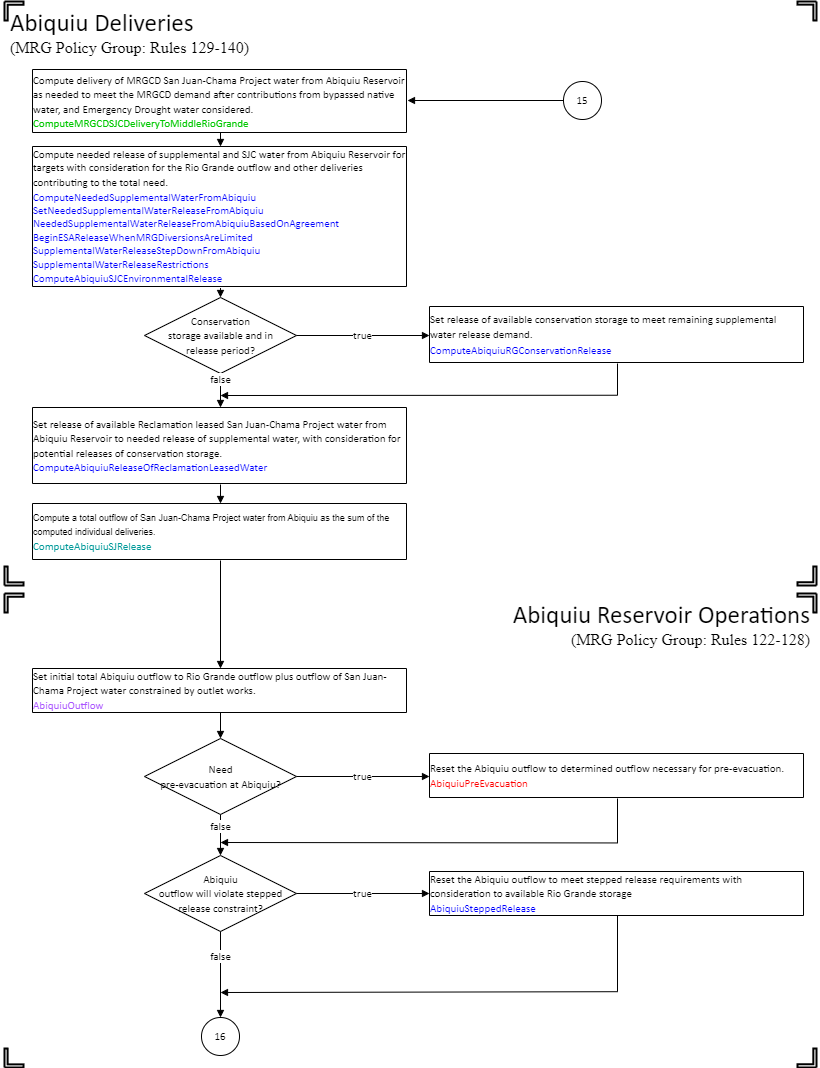 Abiquiu Deliveries
(MRG Policy Group: Rules 129-140)
Compute delivery of MRGCD San Juan-Chama Project water from Abiquiu Reservoir
as needed to meet the MRGCD demand after contributions from bypassed native
water, and Emergency Drought water considered.
ComputeMRGCDSJCDeliveryToMiddleRioGrande
15
Compute needed release of supplemental and SJC water from Abiquiu Reservoir for
targets with consideration for the Rio Grande outflow and other deliveries
contributing to the total need.
ComputeNeededSupplementalWaterFromAbiquiu
SetNeededSupplementalWaterReleaseFromAbiquiu
NeededSupplementalWaterReleaseFromAbiquiuBasedOnAgreement
BeginESAReleaseWhenMRGDiversionsAreLimited
SupplementalWaterReleaseStepDownFromAbiquiu
SupplementalWaterReleaseRestrictions
ComputeAbiquiuSJCEnvironmentalRelease
Conservation
storage available and in
release period?
true
Set release of available conservation storage to meet remaining supplemental
water release demand.
ComputeAbiquiuRGConservationRelease
false
Set release of available Reclamation leased San Juan-Chama Project water from
Abiquiu Reservoir to needed release of supplemental water, with consideration for
potential releases of conservation storage.
ComputeAbiquiuReleaseOfReclamationLeasedWater
Compute a total outflow of San Juan-Chama Project water from Abiquiu as the sum of the
computed individual deliveries.
ComputeAbiquiuSJRelease
Abiquiu Reservoir Operations
(MRG Policy Group: Rules 122-128)
Set initial total Abiquiu outflow to Rio Grande outflow plus outflow of San Juan-
Chama Project water constrained by outlet works.
AbiquiuOutflow
Need
pre-evacuation at Abiquiu?
true
Reset the Abiquiu outflow to determined outflow necessary for pre-evacuation.
AbiquiuPreEvacuation
false
Abiquiu
outflow will violate stepped
release constraint?
true
Reset the Abiquiu outflow to meet stepped release requirements with
consideration to available Rio Grande storage
AbiquiuSteppedRelease
false
16